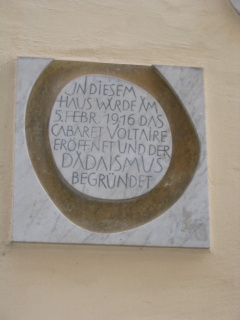 IN DIESEM
HAUS WURDE AM
5. FEBR. 1916 DAS
CABARET VOLTAIRE
ERÖFFNET UND DER
DADAISMUS
BEGRÜNDET